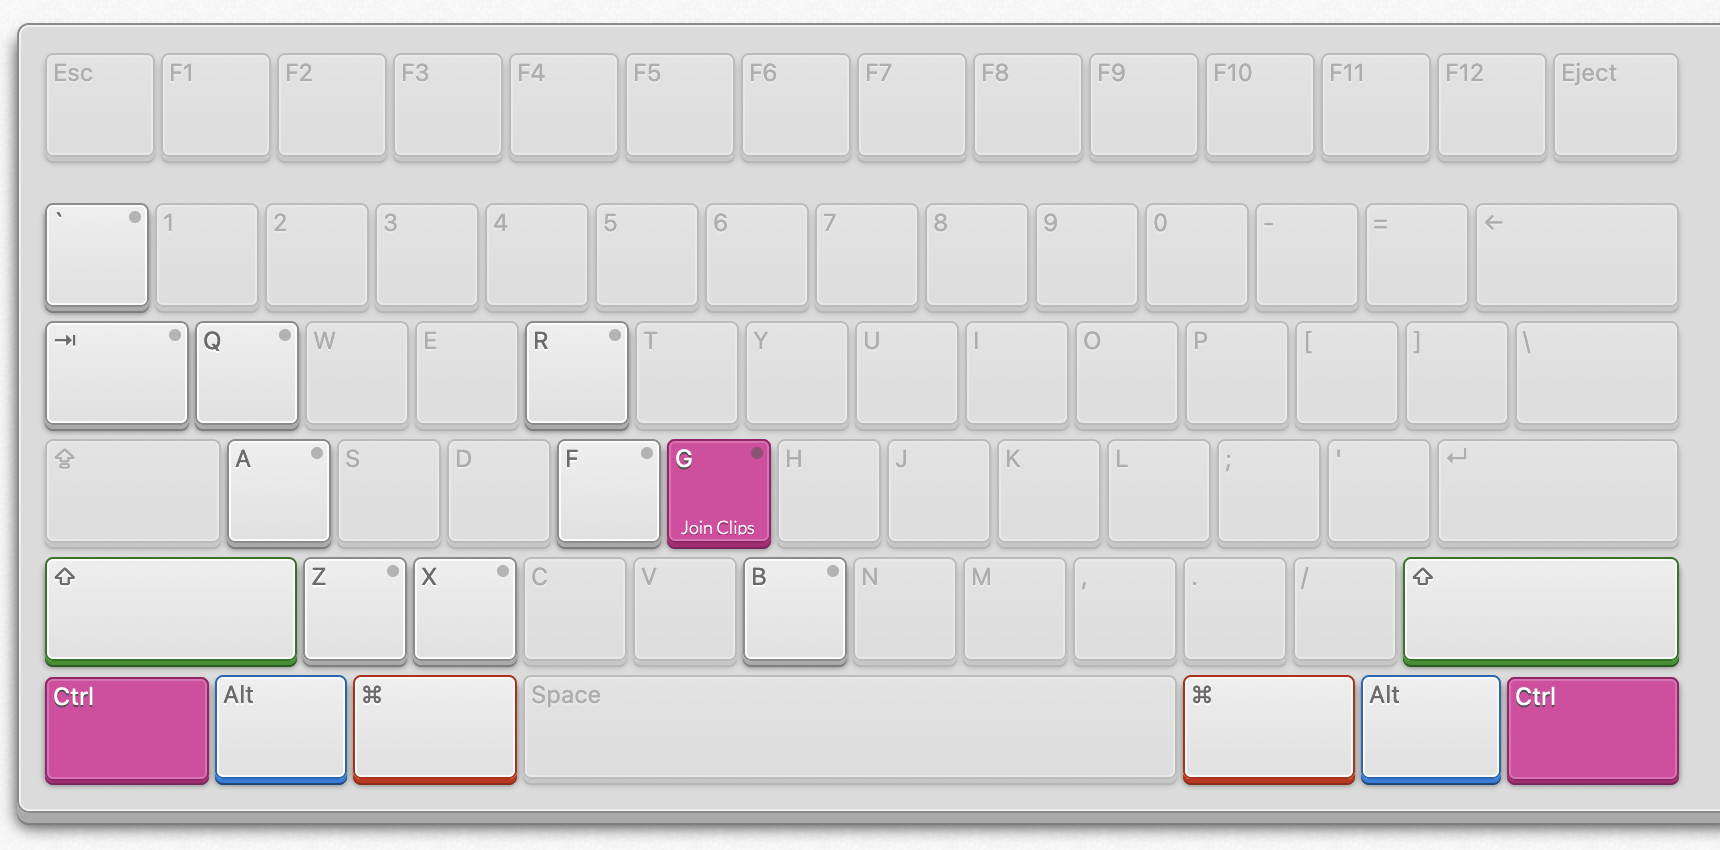 Esc F1 F2 F3 F4 F5 F6 F7 F8 F9 F10 F11 F12 Eject
` 1 2 3 4 5 6 7 8 9 0 - = ←
⇥ Q W E R T Y U I O P [ ] \
⇪ A S D F G H J K L ; ' ↵
Join Clips
⇧ Z X C V B N M , . / ⇧
Ctrl Alt ⌘ Space ⌘ Alt Ctrl